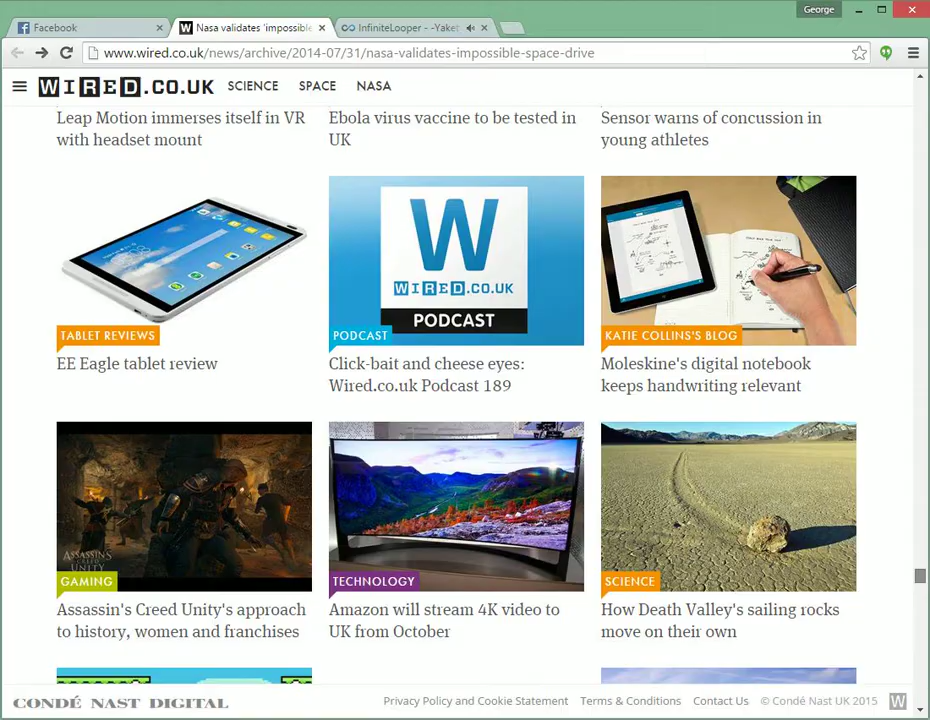 George
Facebook
Nasa validates 'impossible
InfiniteLooper - -Yaket
www.wired.co.uk/news/archive/2014-07/31/nasa-validates-impossible-space-drive
WIRED.CO.UK SCIENCE SPACE NASA
Leap Motion immerses itself in VR
with headset mount
Ebola virus vaccine to be tested in
UK
Sensor warns of concussion in
young athletes
TABLET REVIEWS
EE Eagle tablet review
W
WIRED.CO.UK
PODCAST
PODCAST
Click-bait and cheese eyes:
Wired.co.uk Podcast 189
KATIE COLLINS'S BLOG
Moleskine's digital notebook
keeps handwriting relevant
ASSASSIN'S
CREED
UNITY
GAMING
Assassin's Creed Unity's approach
to history, women and franchises
TECHNOLOGY
Amazon will stream 4K video to
UK from October
SCIENCE
How Death Valley's sailing rocks
move on their own
CONDÉ NAST DIGITAL
Privacy Policy and Cookie Statement Terms & Conditions Contact Us © Condé Nast UK 2015 W